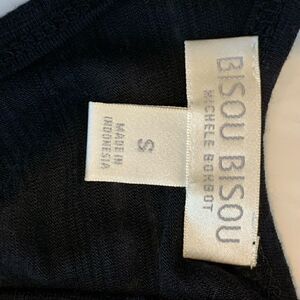 BISOU BISOU
MICHELE BOHBOT
S
MADE IN
INDONESIA